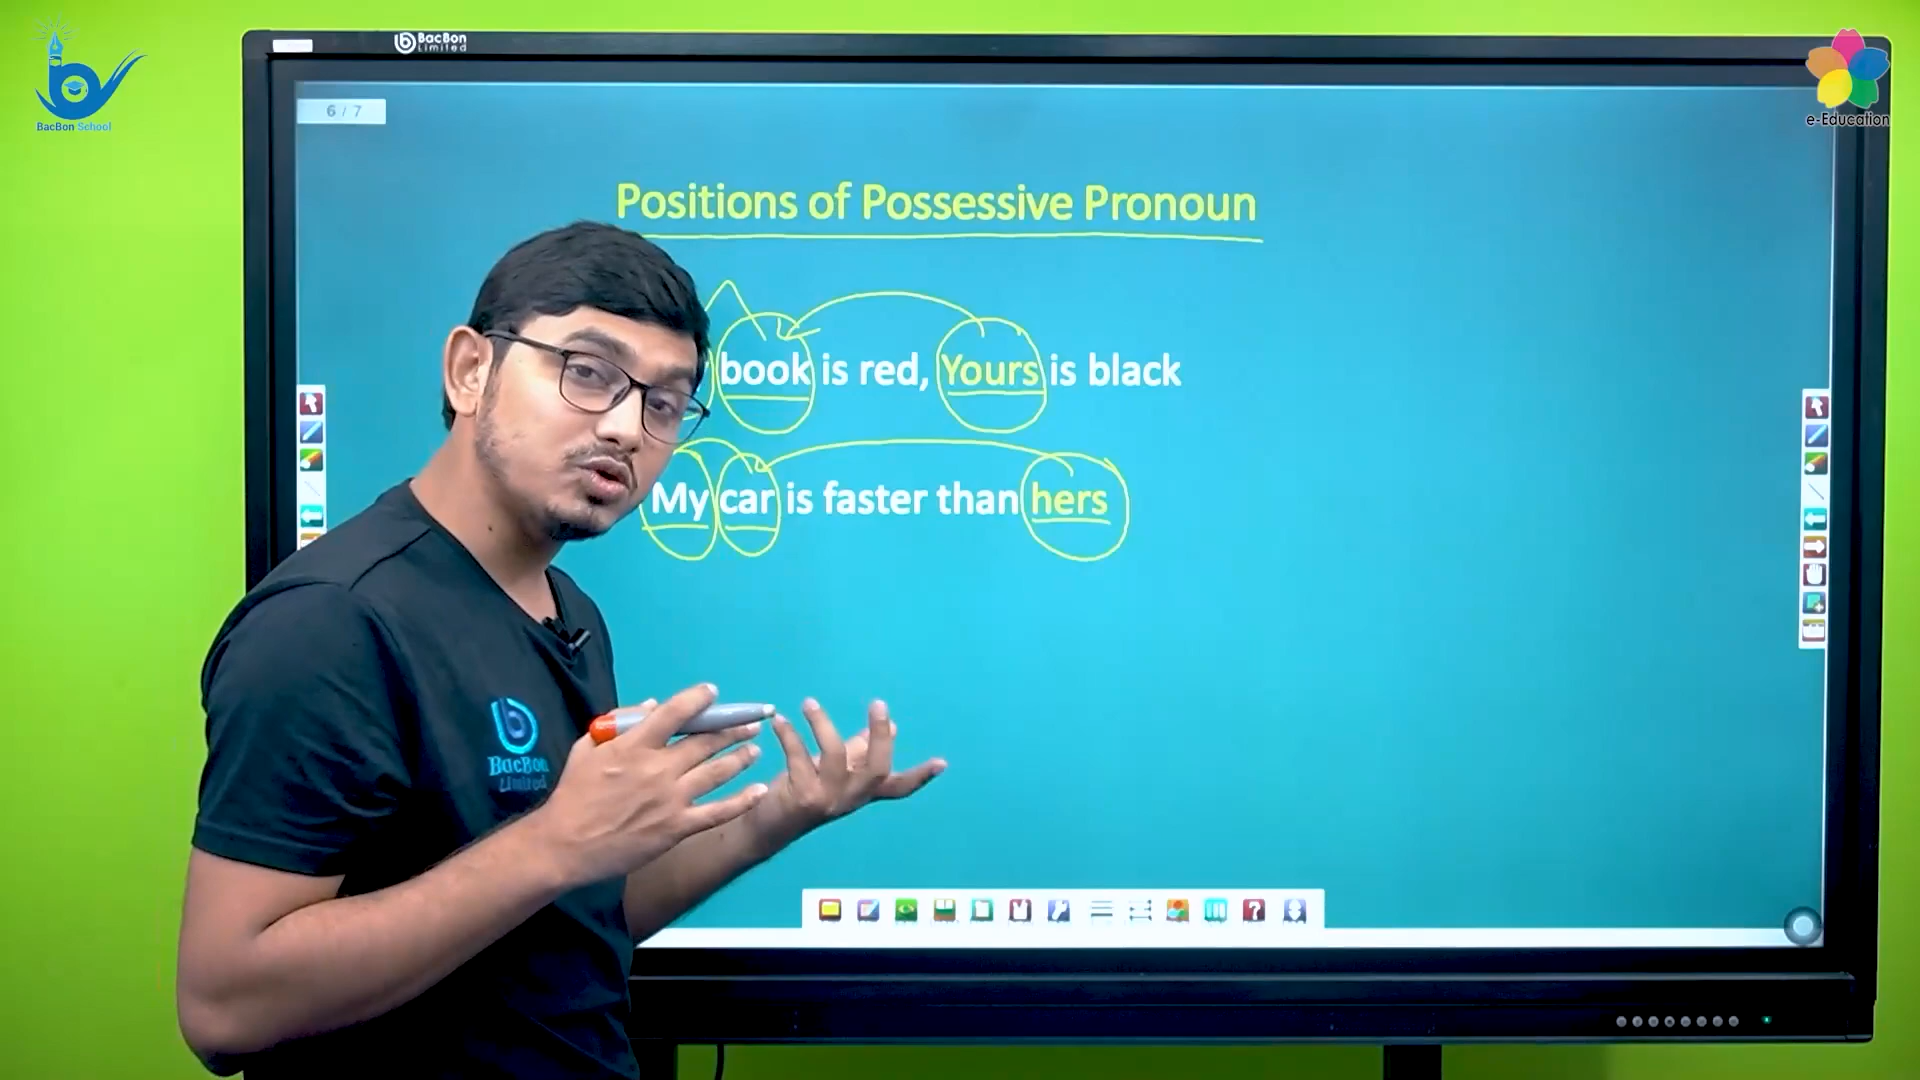 BacBon School
BacBon
Limited
e-Education
6 / 7
Positions of Possessive Pronoun
book is red, Yours is black
My car is faster than hers
BacBon
Limited